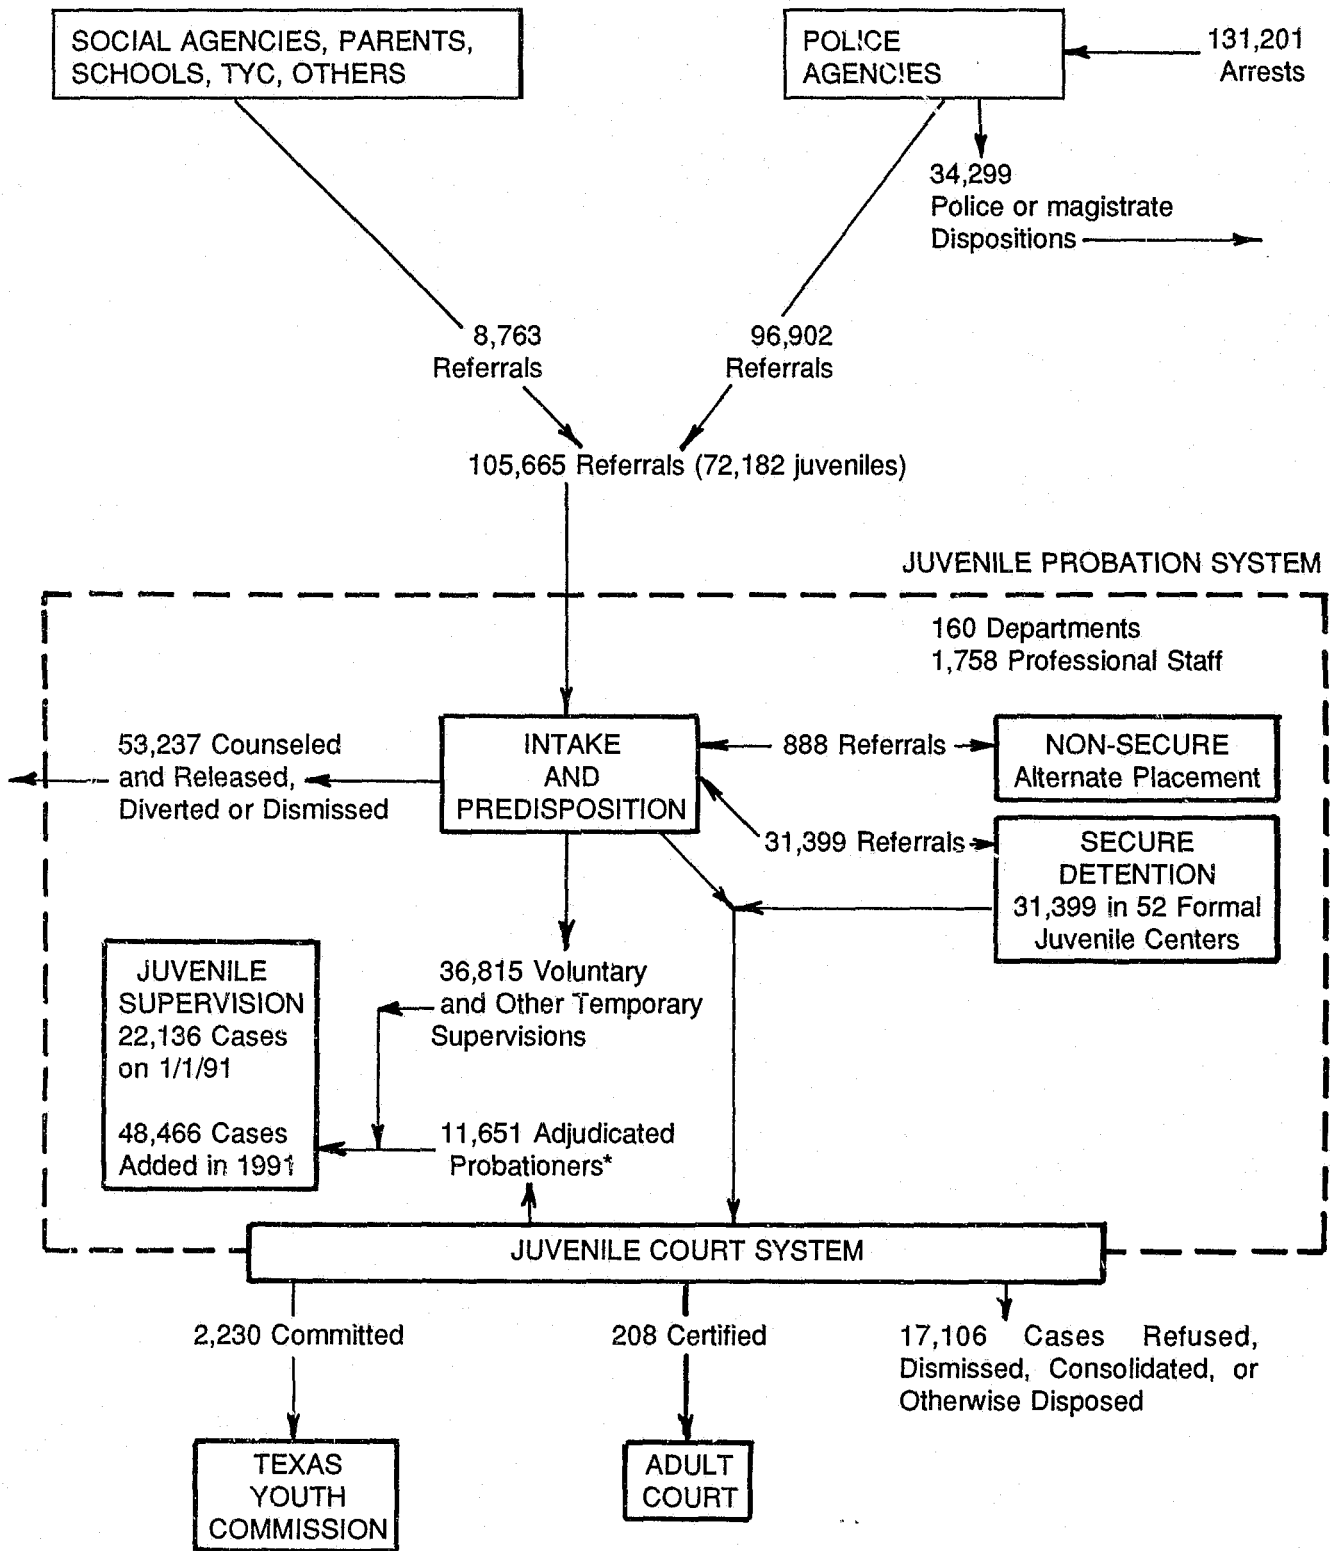 SOCIAL AGENCIES, PARENTS,
SCHOOLS, TYC, OTHERS
POLICE
AGENCIES
131,201
Arrests
34,299
Police or magistrate
Dispositions
8,763
Referrals
96,902
Referrals
105,665 Referrals (72,182 juveniles)
JUVENILE PROBATION SYSTEM
160 Departments
1,758 Professional Staff
53,237 Counseled
and Released,
Diverted or Dismissed
INTAKE
AND
PREDISPOSITION
888 Referrals
NON-SECURE
Alternate Placement
31,399 Referrals
SECURE
DETENTION
31,399 in 52 Formal
Juvenile Centers
JUVENILE
SUPERVISION
22,136 Cases
on 1/1/91
48,466 Cases
Added in 1991
36,815 Voluntary
and Other Temporary
Supervisions
11,651 Adjudicated
Probationers*
JUVENILE COURT SYSTEM
2,230 Committed
208 Certified
17,106 Cases Refused,
Dismissed, Consolidated, or
Otherwise Disposed
TEXAS
YOUTH
COMMISSION
ADULT
COURT